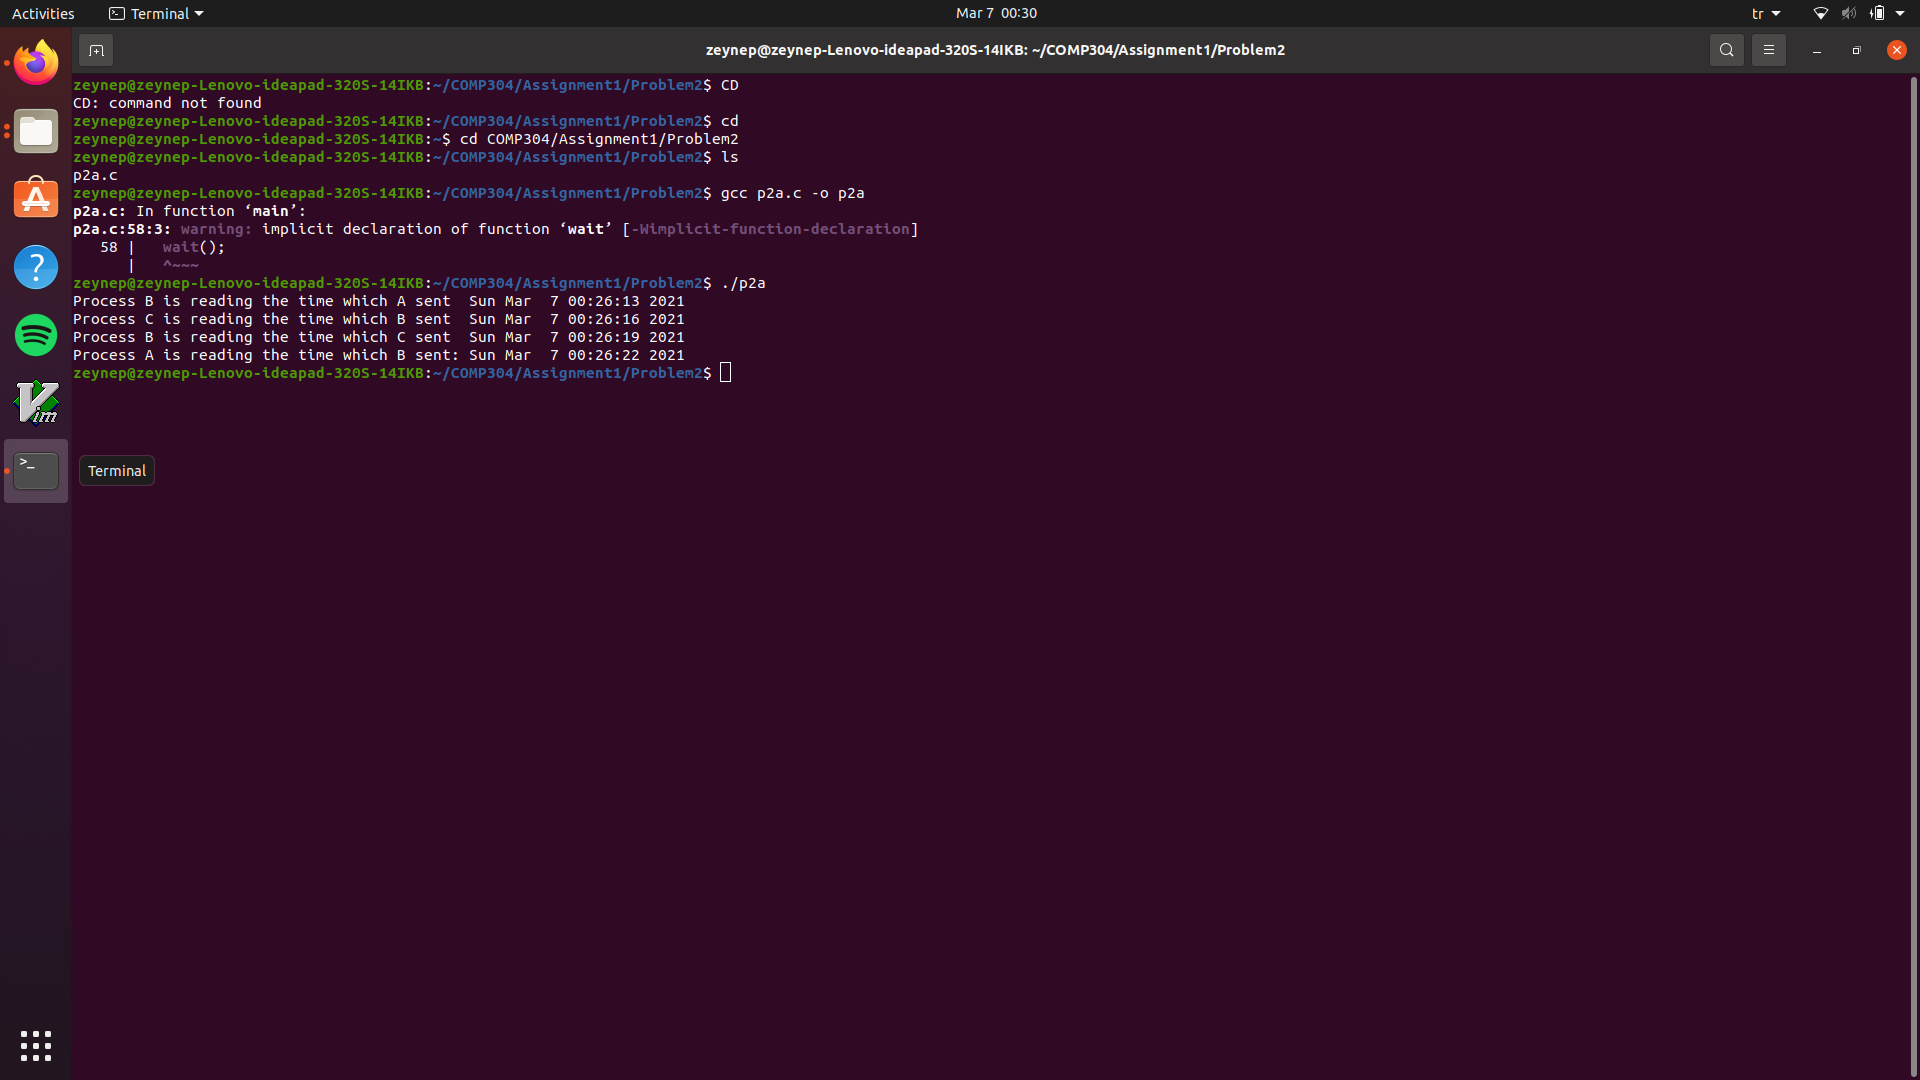 Activities Terminal Mar 7 00:30 tr
zeynep@zeynep-Lenovo-ideapad-320S-14IKB: ~/COMP304/Assignment1/Problem2
zeynep@zeynep-Lenovo-ideapad-320S-14IKB:~/COMP304/Assignment1/Problem2$ CD
CD: command not found
zeynep@zeynep-Lenovo-ideapad-320S-14IKB:~/COMP304/Assignment1/Problem2$ cd
zeynep@zeynep-Lenovo-ideapad-320S-14IKB:~$ cd COMP304/Assignment1/Problem2
zeynep@zeynep-Lenovo-ideapad-320S-14IKB:~/COMP304/Assignment1/Problem2$ ls
p2a.c
zeynep@zeynep-Lenovo-ideapad-320S-14IKB:~/COMP304/Assignment1/Problem2$ gcc p2a.c -o p2a
p2a.c: In function ‘main’:
p2a.c:58:3: warning: implicit declaration of function ‘wait’ [-Wimplicit-function-declaration]
   58 |   wait();
      |   ^~~~
zeynep@zeynep-Lenovo-ideapad-320S-14IKB:~/COMP304/Assignment1/Problem2$ ./p2a
Process B is reading the time which A sent  Sun Mar  7 00:26:13 2021
Process C is reading the time which B sent  Sun Mar  7 00:26:16 2021
Process B is reading the time which C sent  Sun Mar  7 00:26:19 2021
Process A is reading the time which B sent: Sun Mar  7 00:26:22 2021
zeynep@zeynep-Lenovo-ideapad-320S-14IKB:~/COMP304/Assignment1/Problem2$
Vim
>_
Terminal